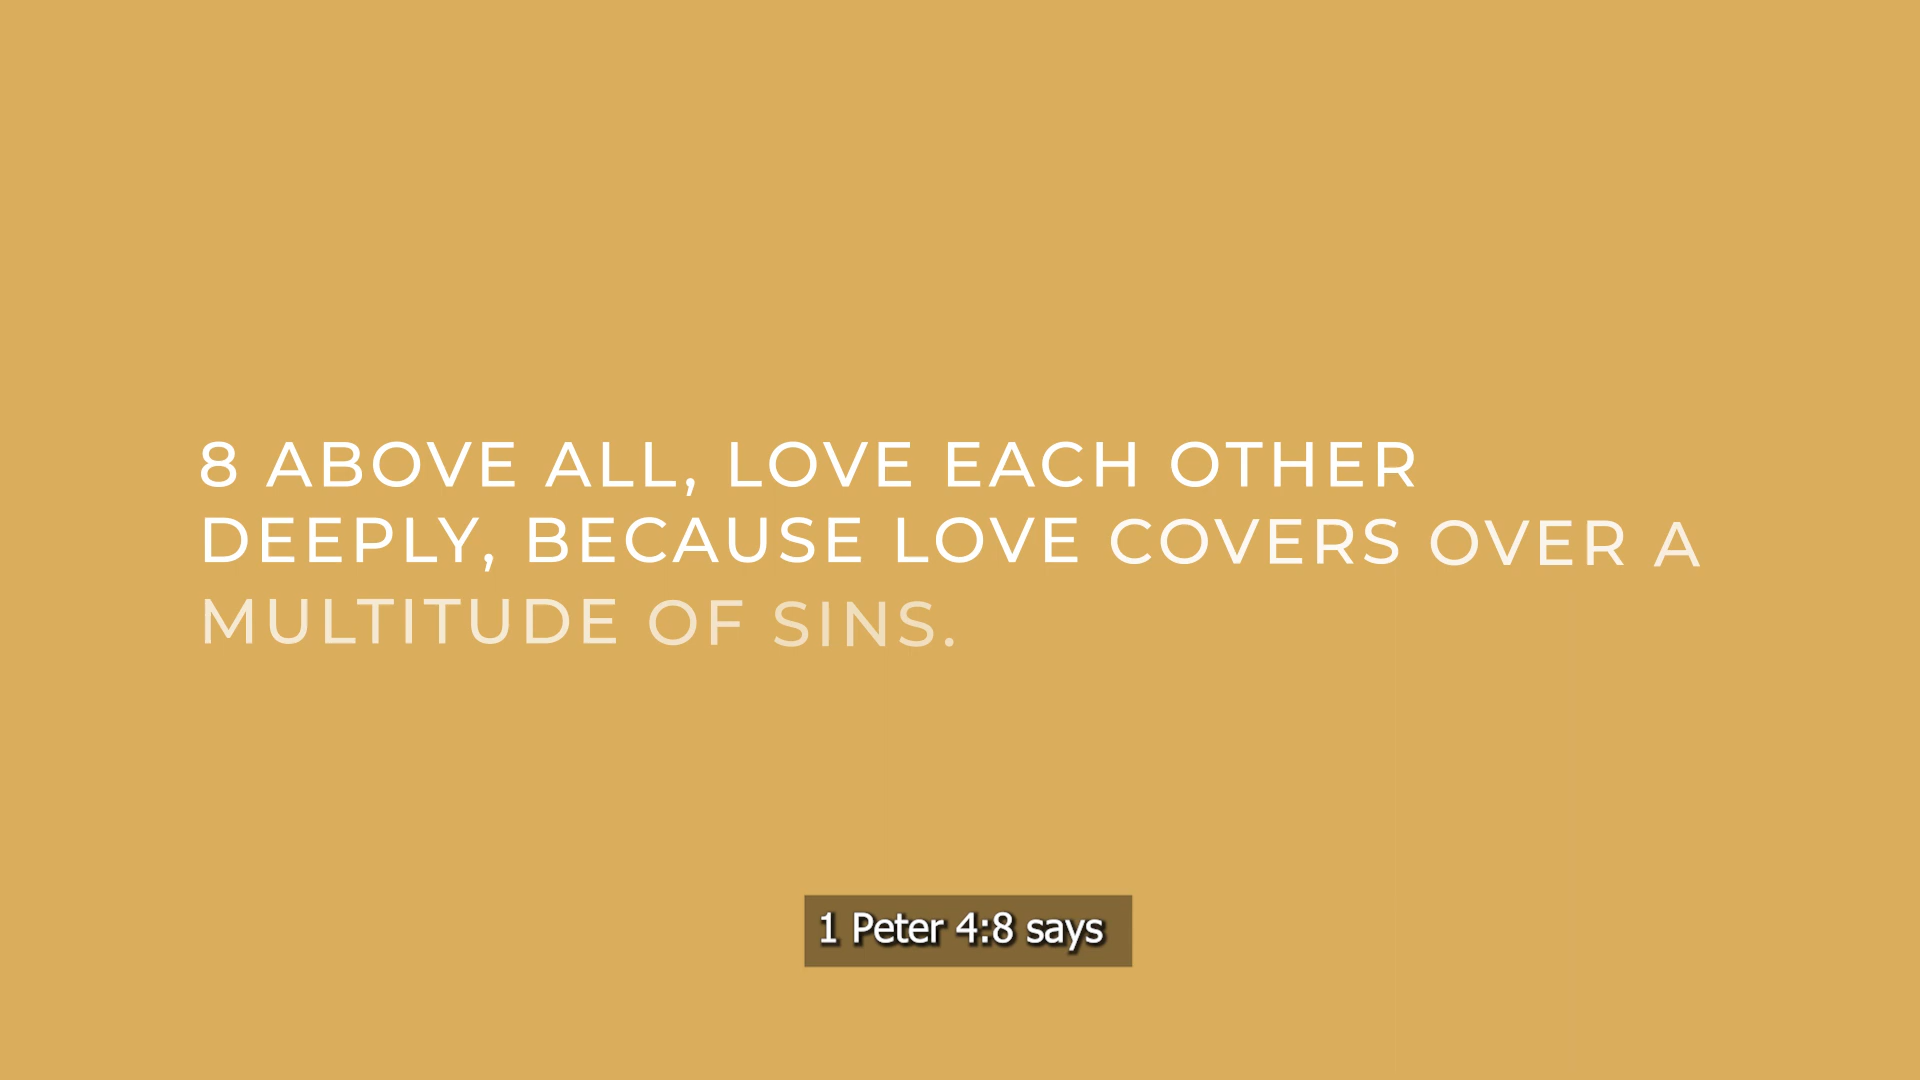 8 ABOVE ALL, LOVE EACH OTHER
DEEPLY, BECAUSE LOVE COVERS OVER A
MULTITUDE OF SINS.
1 Peter 4:8 says